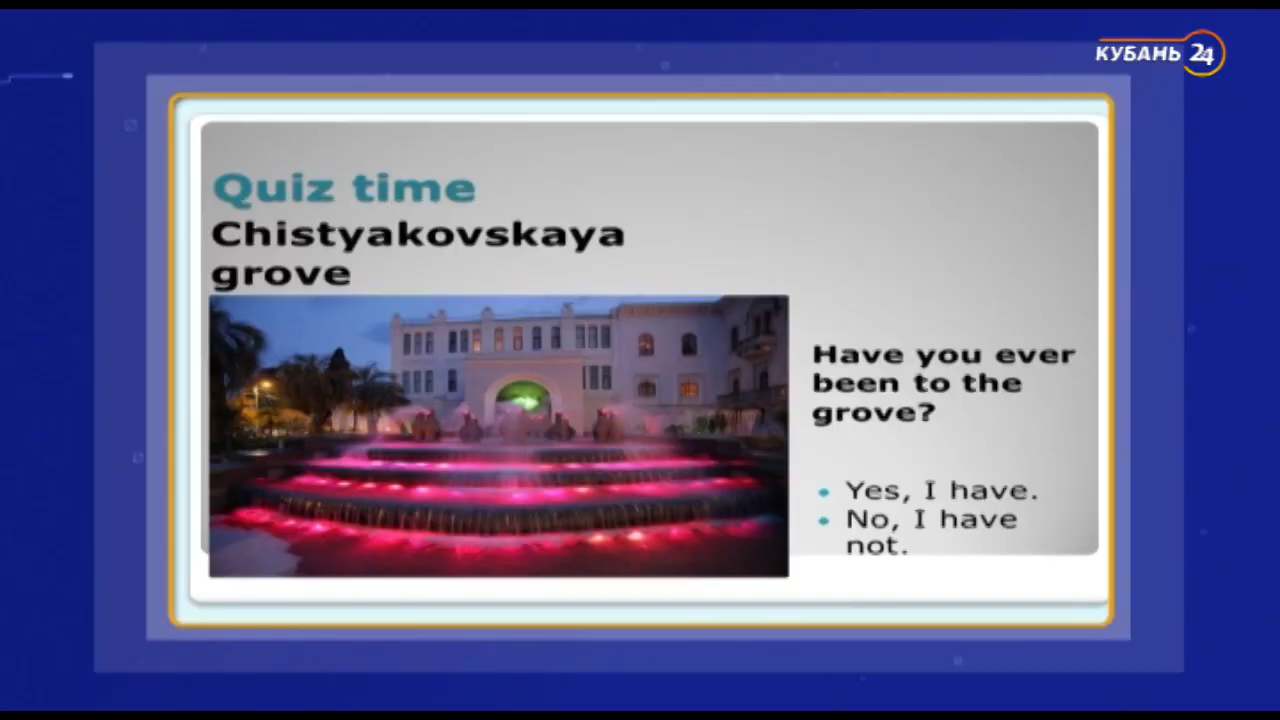 КУБАНЬ 24
Quiz time
Chistyakovskaya
grove
Have you ever
been to the
grove?
• Yes, I have.
• No, I have
not.